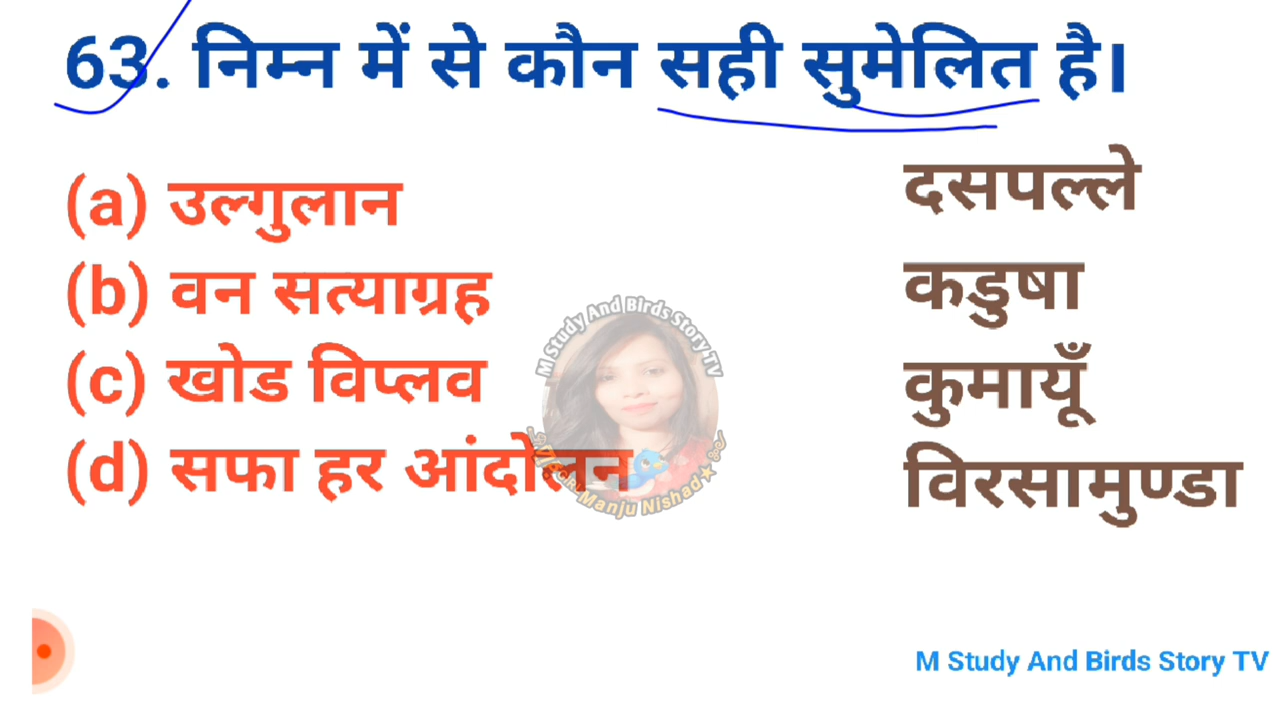 63. निम्न में से कौन सही सुमेलित है।
(a) उल्गुलान दसपल्ले
(b) वन सत्याग्रह कडुषा
(c) खोड विप्लव कुमायूँ
(d) सफा हर आंदोलन विरसामुण्डा
M Study And Birds Story TV
Manju Nishad
M Study And Birds Story TV